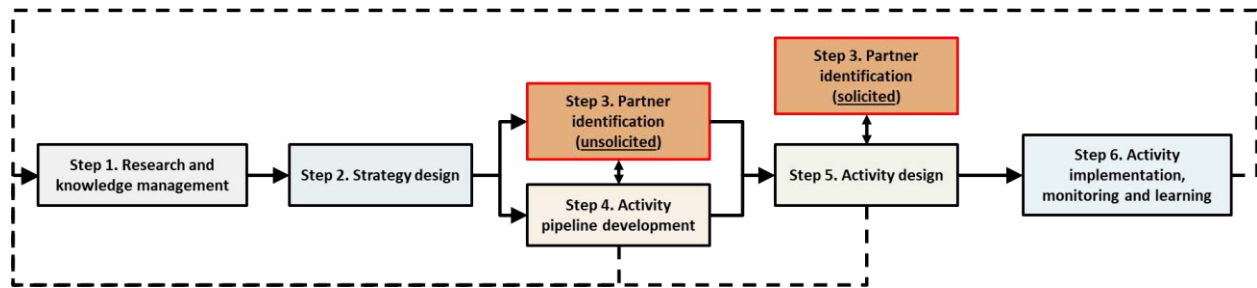 Step 1. Research and
knowledge management
Step 2. Strategy design
Step 3. Partner
identification
(unsolicited)
Step 4. Activity
pipeline development
Step 3. Partner
identification
(solicited)
Step 5. Activity design
Step 6. Activity
implementation,
monitoring and learning